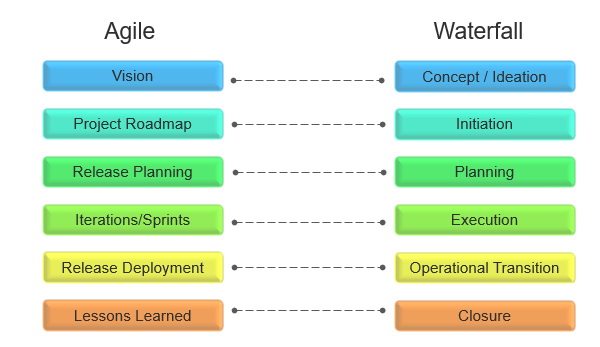 Agile Waterfall
Vision Concept / Ideation
Project Roadmap Initiation
Release Planning Planning
Iterations/Sprints Execution
Release Deployment Operational Transition
Lessons Learned Closure